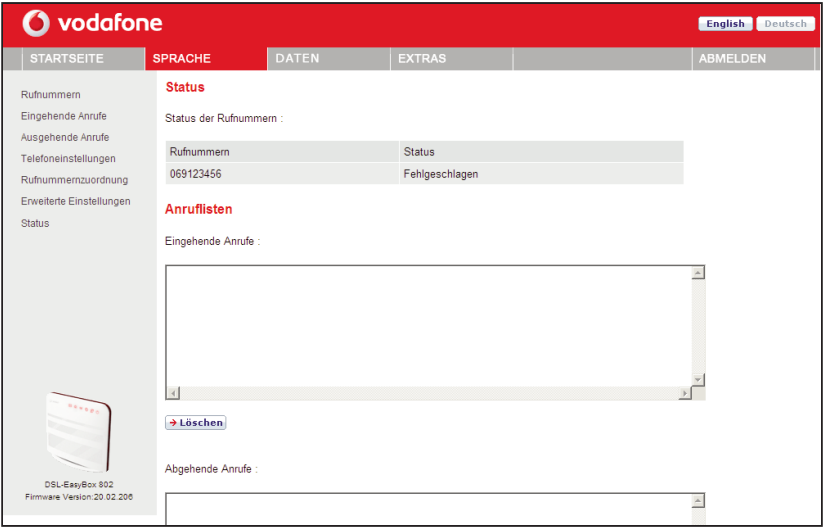 vodafone
English Deutsch
STARTSEITE SPRACHE DATEN EXTRAS ABMELDEN
Rufnummern
Eingehende Anrufe
Ausgehende Anrufe
Telefoneinstellungen
Rufnummernzuordnung
Erweiterte Einstellungen
Status
Status
Status der Rufnummern :
Rufnummern Status
069123456 Fehlgeschlagen
Anruflisten
Eingehende Anrufe :
Löschen
Abgehende Anrufe :
DSL-EasyBox 802
Firmware Version:20.02.206